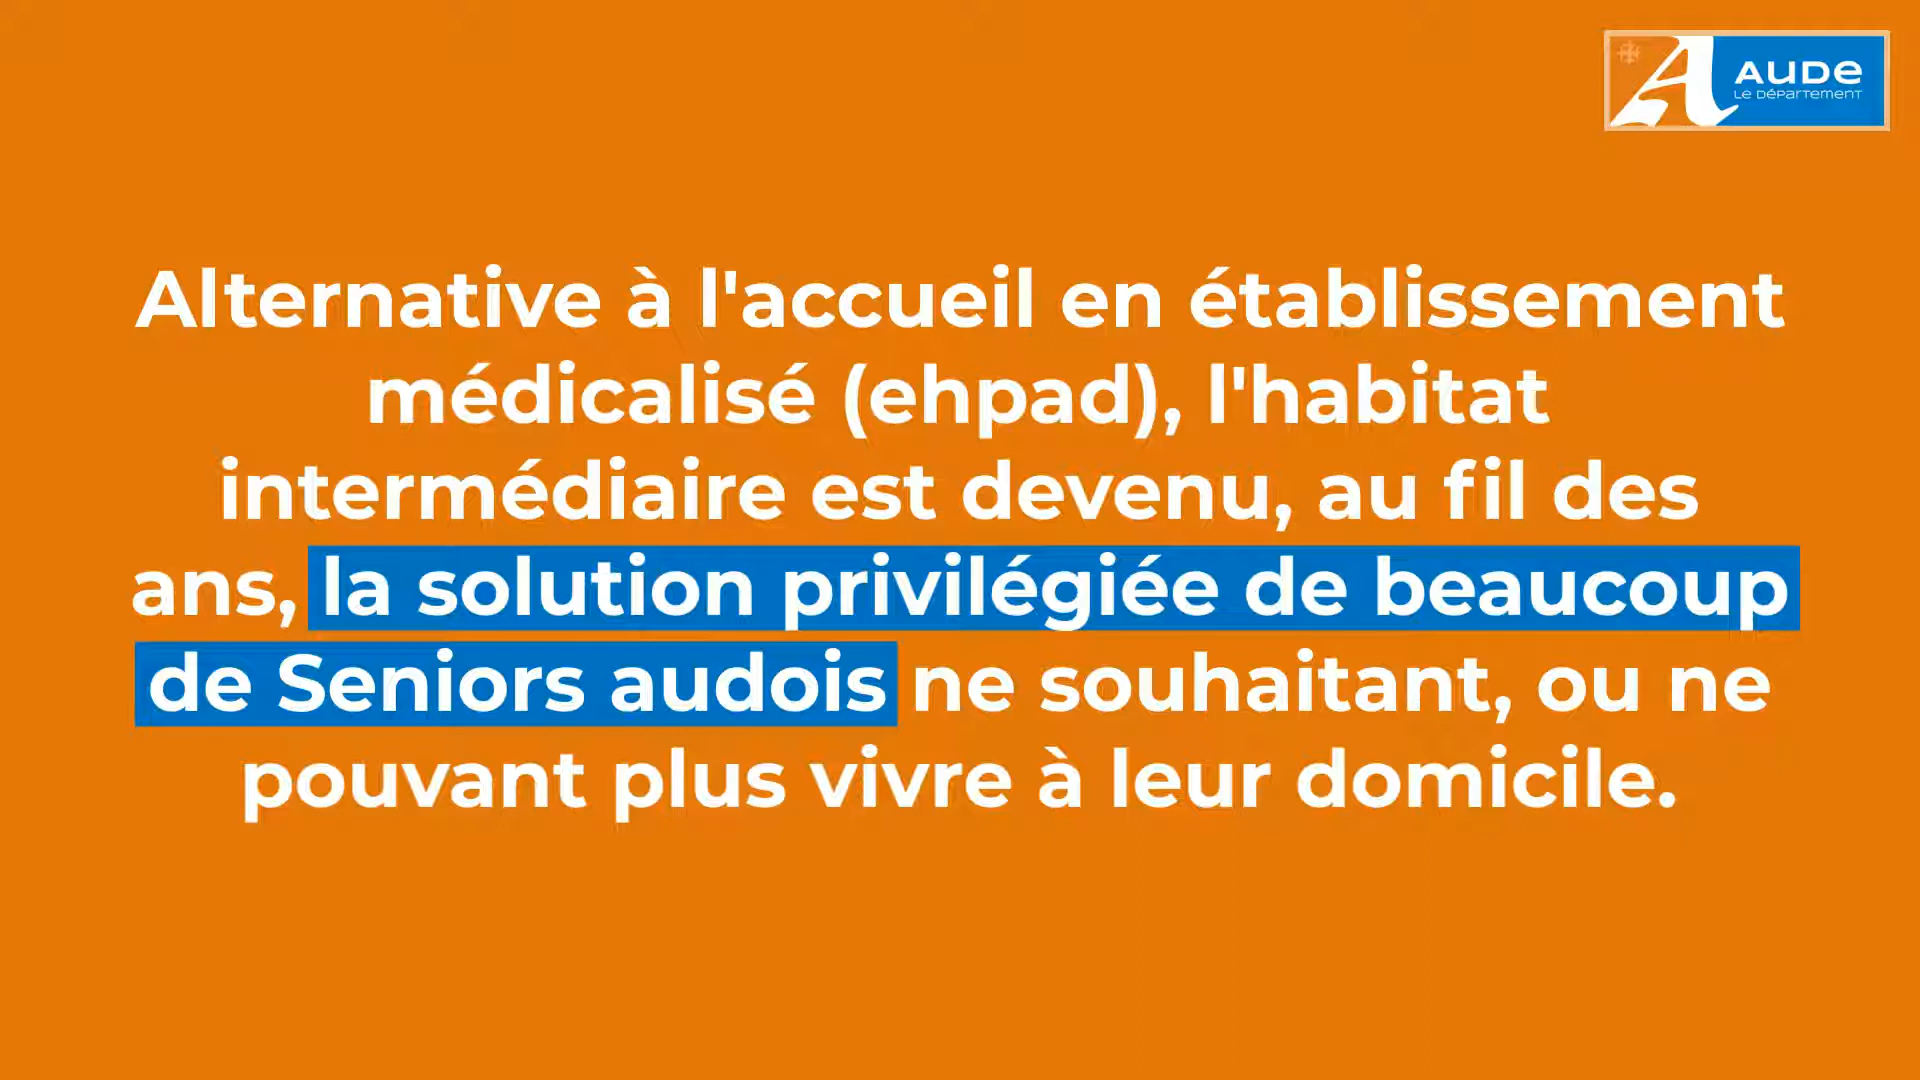 AUDE
LE DÉPARTEMENT
Alternative à l'accueil en établissement
médicalisé (ehpad), l'habitat
intermédiaire est devenu, au fil des
ans, la solution privilégiée de beaucoup
de Seniors audois ne souhaitant, ou ne
pouvant plus vivre à leur domicile.